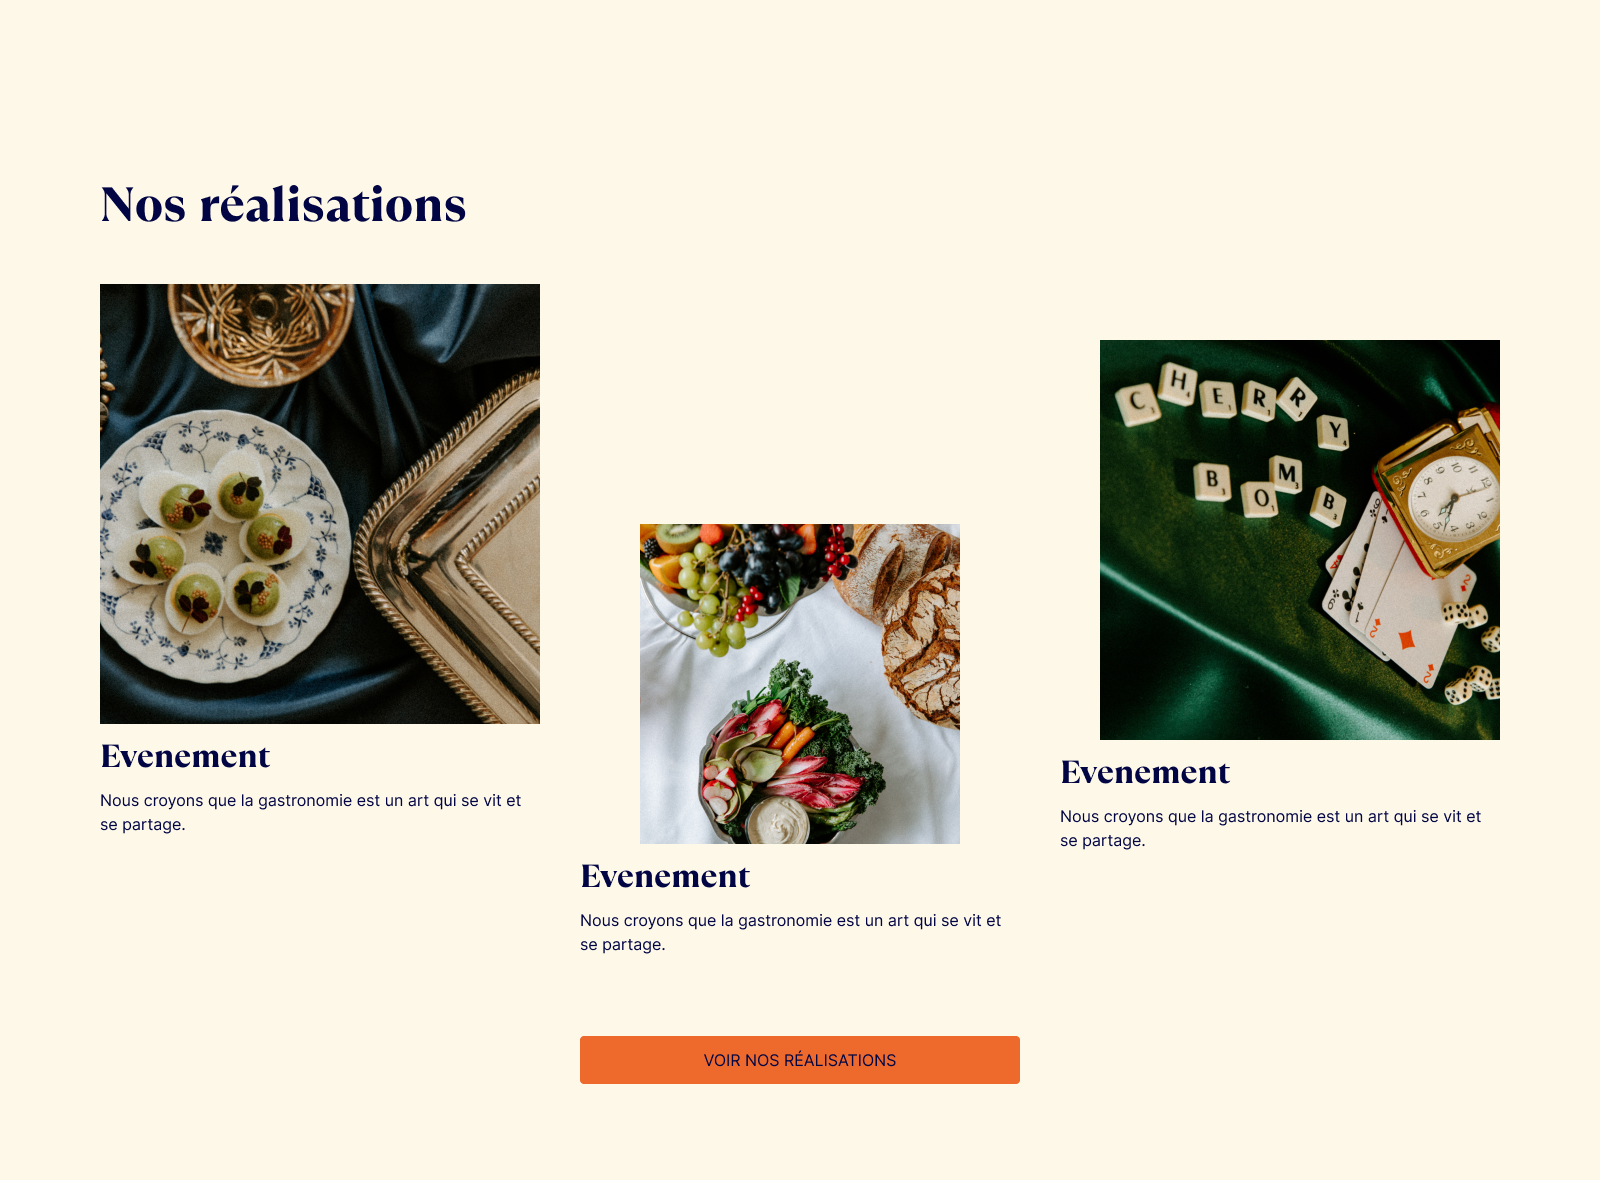 Nos réalisations
Evenement
Nous croyons que la gastronomie est un art qui se vit et
se partage.
Evenement
Nous croyons que la gastronomie est un art qui se vit et
se partage.
CHERRY
BOMB
Evenement
Nous croyons que la gastronomie est un art qui se vit et
se partage.
VOIR NOS RÉALISATIONS